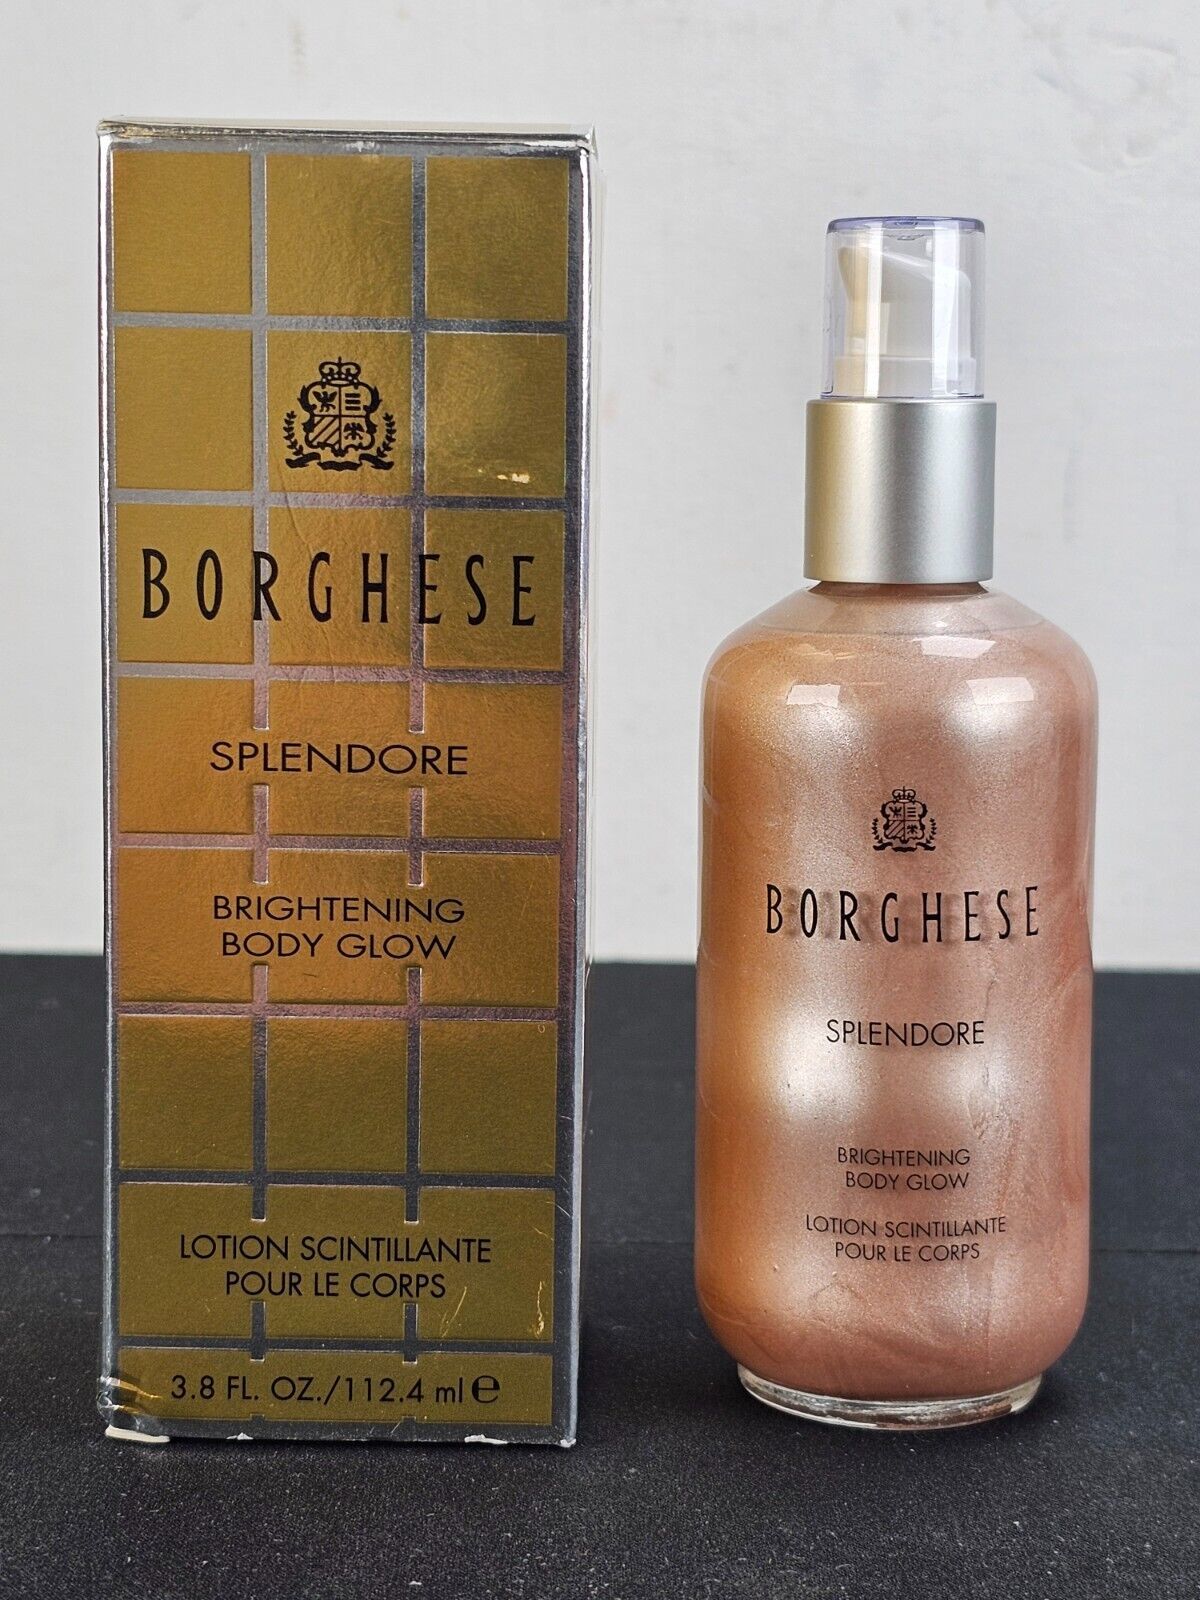 BORGHESE
SPLENDORE
BRIGHTENING
BODY GLOW
LOTION SCINTILLANTE
POUR LE CORPS
3.8 FL. OZ./112.4 ml ℮
BORGHESE
SPLENDORE
BRIGHTENING
BODY GLOW
LOTION SCINTILLANTE
POUR LE CORPS